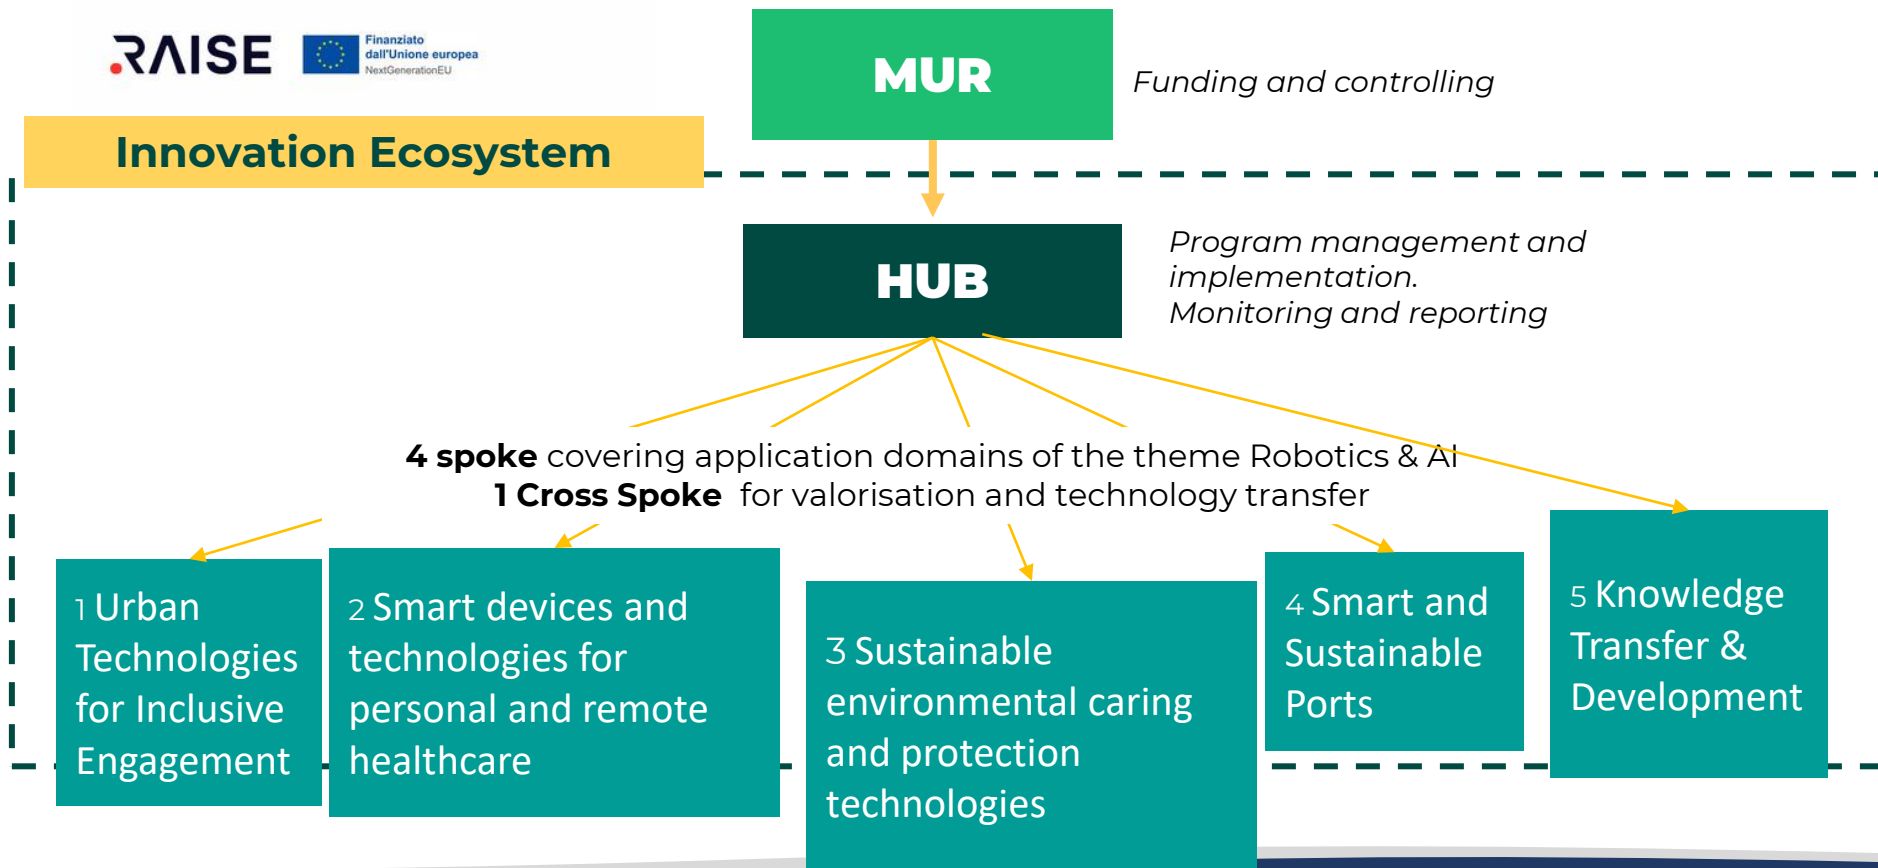 RAISE
Finanziato
dall'Unione europea
NextGenerationEU
MUR
Funding and controlling
Innovation Ecosystem
HUB
Program management and
implementation.
Monitoring and reporting
4 spoke covering application domains of the theme Robotics & AI
1 Cross Spoke for valorisation and technology transfer
1 Urban
Technologies
for Inclusive
Engagement
2 Smart devices and
technologies for
personal and remote
healthcare
3 Sustainable
environmental caring
and protection
technologies
4 Smart and
Sustainable
Ports
5 Knowledge
Transfer &
Development